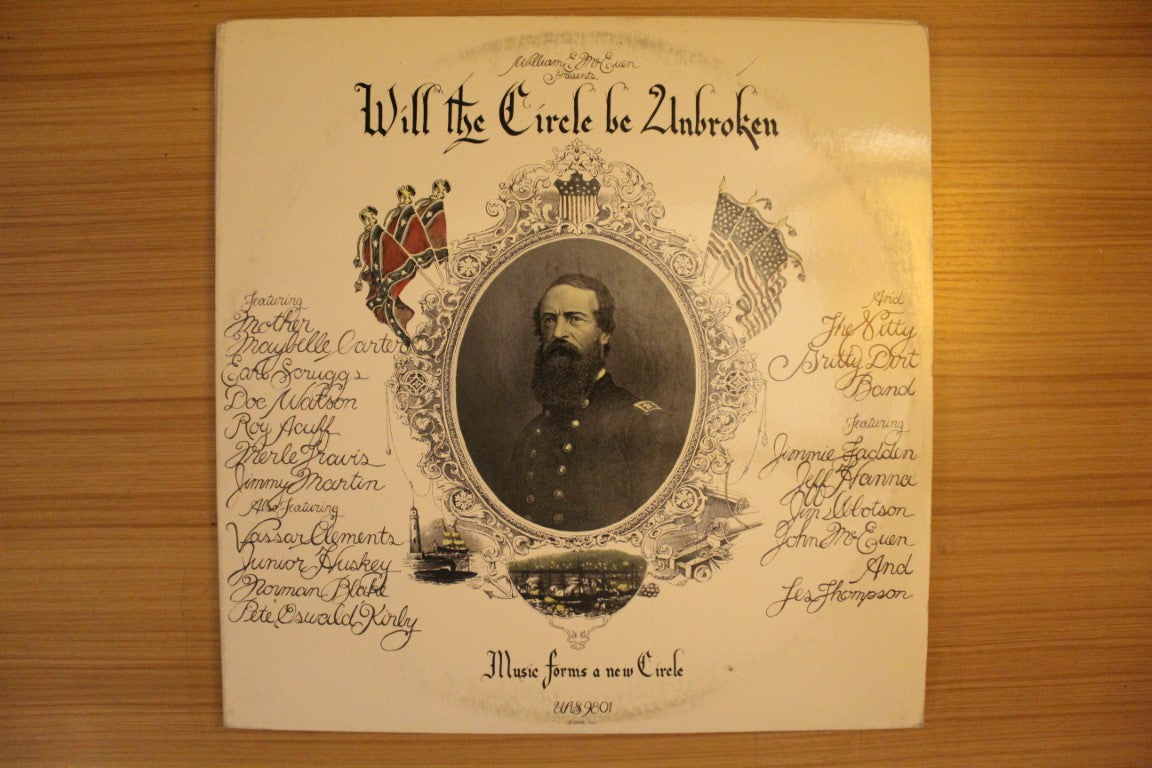 William E. McEuen
Presents
Will the Circle be Unbroken
Featuring
Mother
Maybelle Carter
Earl Scruggs
Doc Watson
Roy Acuff
Merle Travis
Jimmy Martin
Also Featuring
Vassar Clements
Junior Huskey
Norman Blake
Pete Oswald Kirby
And
The Nitty
Gritty Dirt
Band
Featuring
Jimmie Fadden
Jeff Hanna
Jim Ibbotson
John McEuen
And
Les Thompson
Music forms a new Circle
UAS 9801